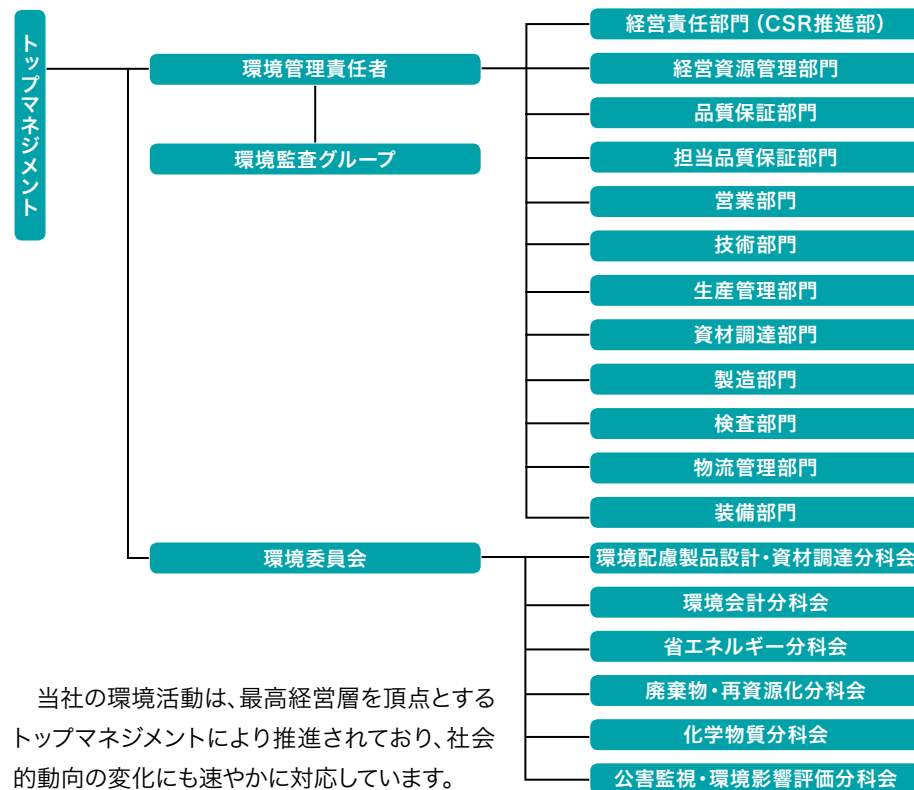 トップマネジメント
環境管理責任者
環境監査グループ
経営責任部門（CSR推進部）
経営資源管理部門
品質保証部門
担当品質保証部門
営業部門
技術部門
生産管理部門
資材調達部門
製造部門
検査部門
物流管理部門
装備部門
環境委員会
環境配慮製品設計・資材調達分科会
環境会計分科会
省エネルギー分科会
廃棄物・再資源化分科会
化学物質分科会
公害監視・環境影響評価分科会
当社の環境活動は、最高経営層を頂点とする
トップマネジメントにより推進されており、社会
的動向の変化にも速やかに対応しています。